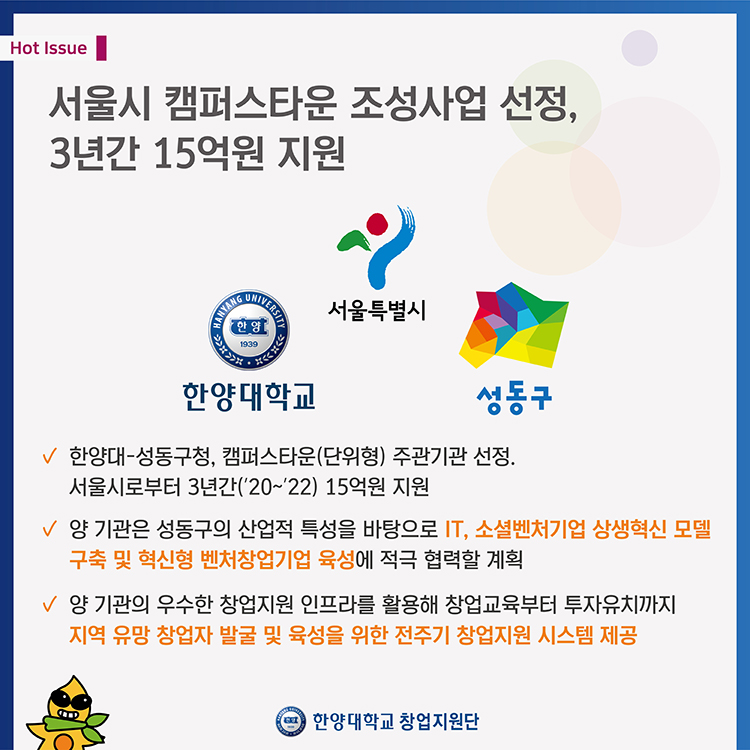 Hot Issue
서울시 캠퍼스타운 조성사업 선정,
3년간 15억원 지원
서울특별시
HANYANG UNIVERSITY
한양
1939
한양대학교
성동구
✓ 한양대-성동구청, 캠퍼스타운(단위형) 주관기관 선정.
서울시로부터 3년간('20~'22) 15억원 지원
✓ 양 기관은 성동구의 산업적 특성을 바탕으로 IT, 소셜벤처기업 상생혁신 모델
구축 및 혁신형 벤처창업기업 육성에 적극 협력할 계획
✓ 양 기관의 우수한 창업지원 인프라를 활용해 창업교육부터 투자유치까지
지역 유망 창업자 발굴 및 육성을 위한 전주기 창업지원 시스템 제공
한양대학교 창업지원단